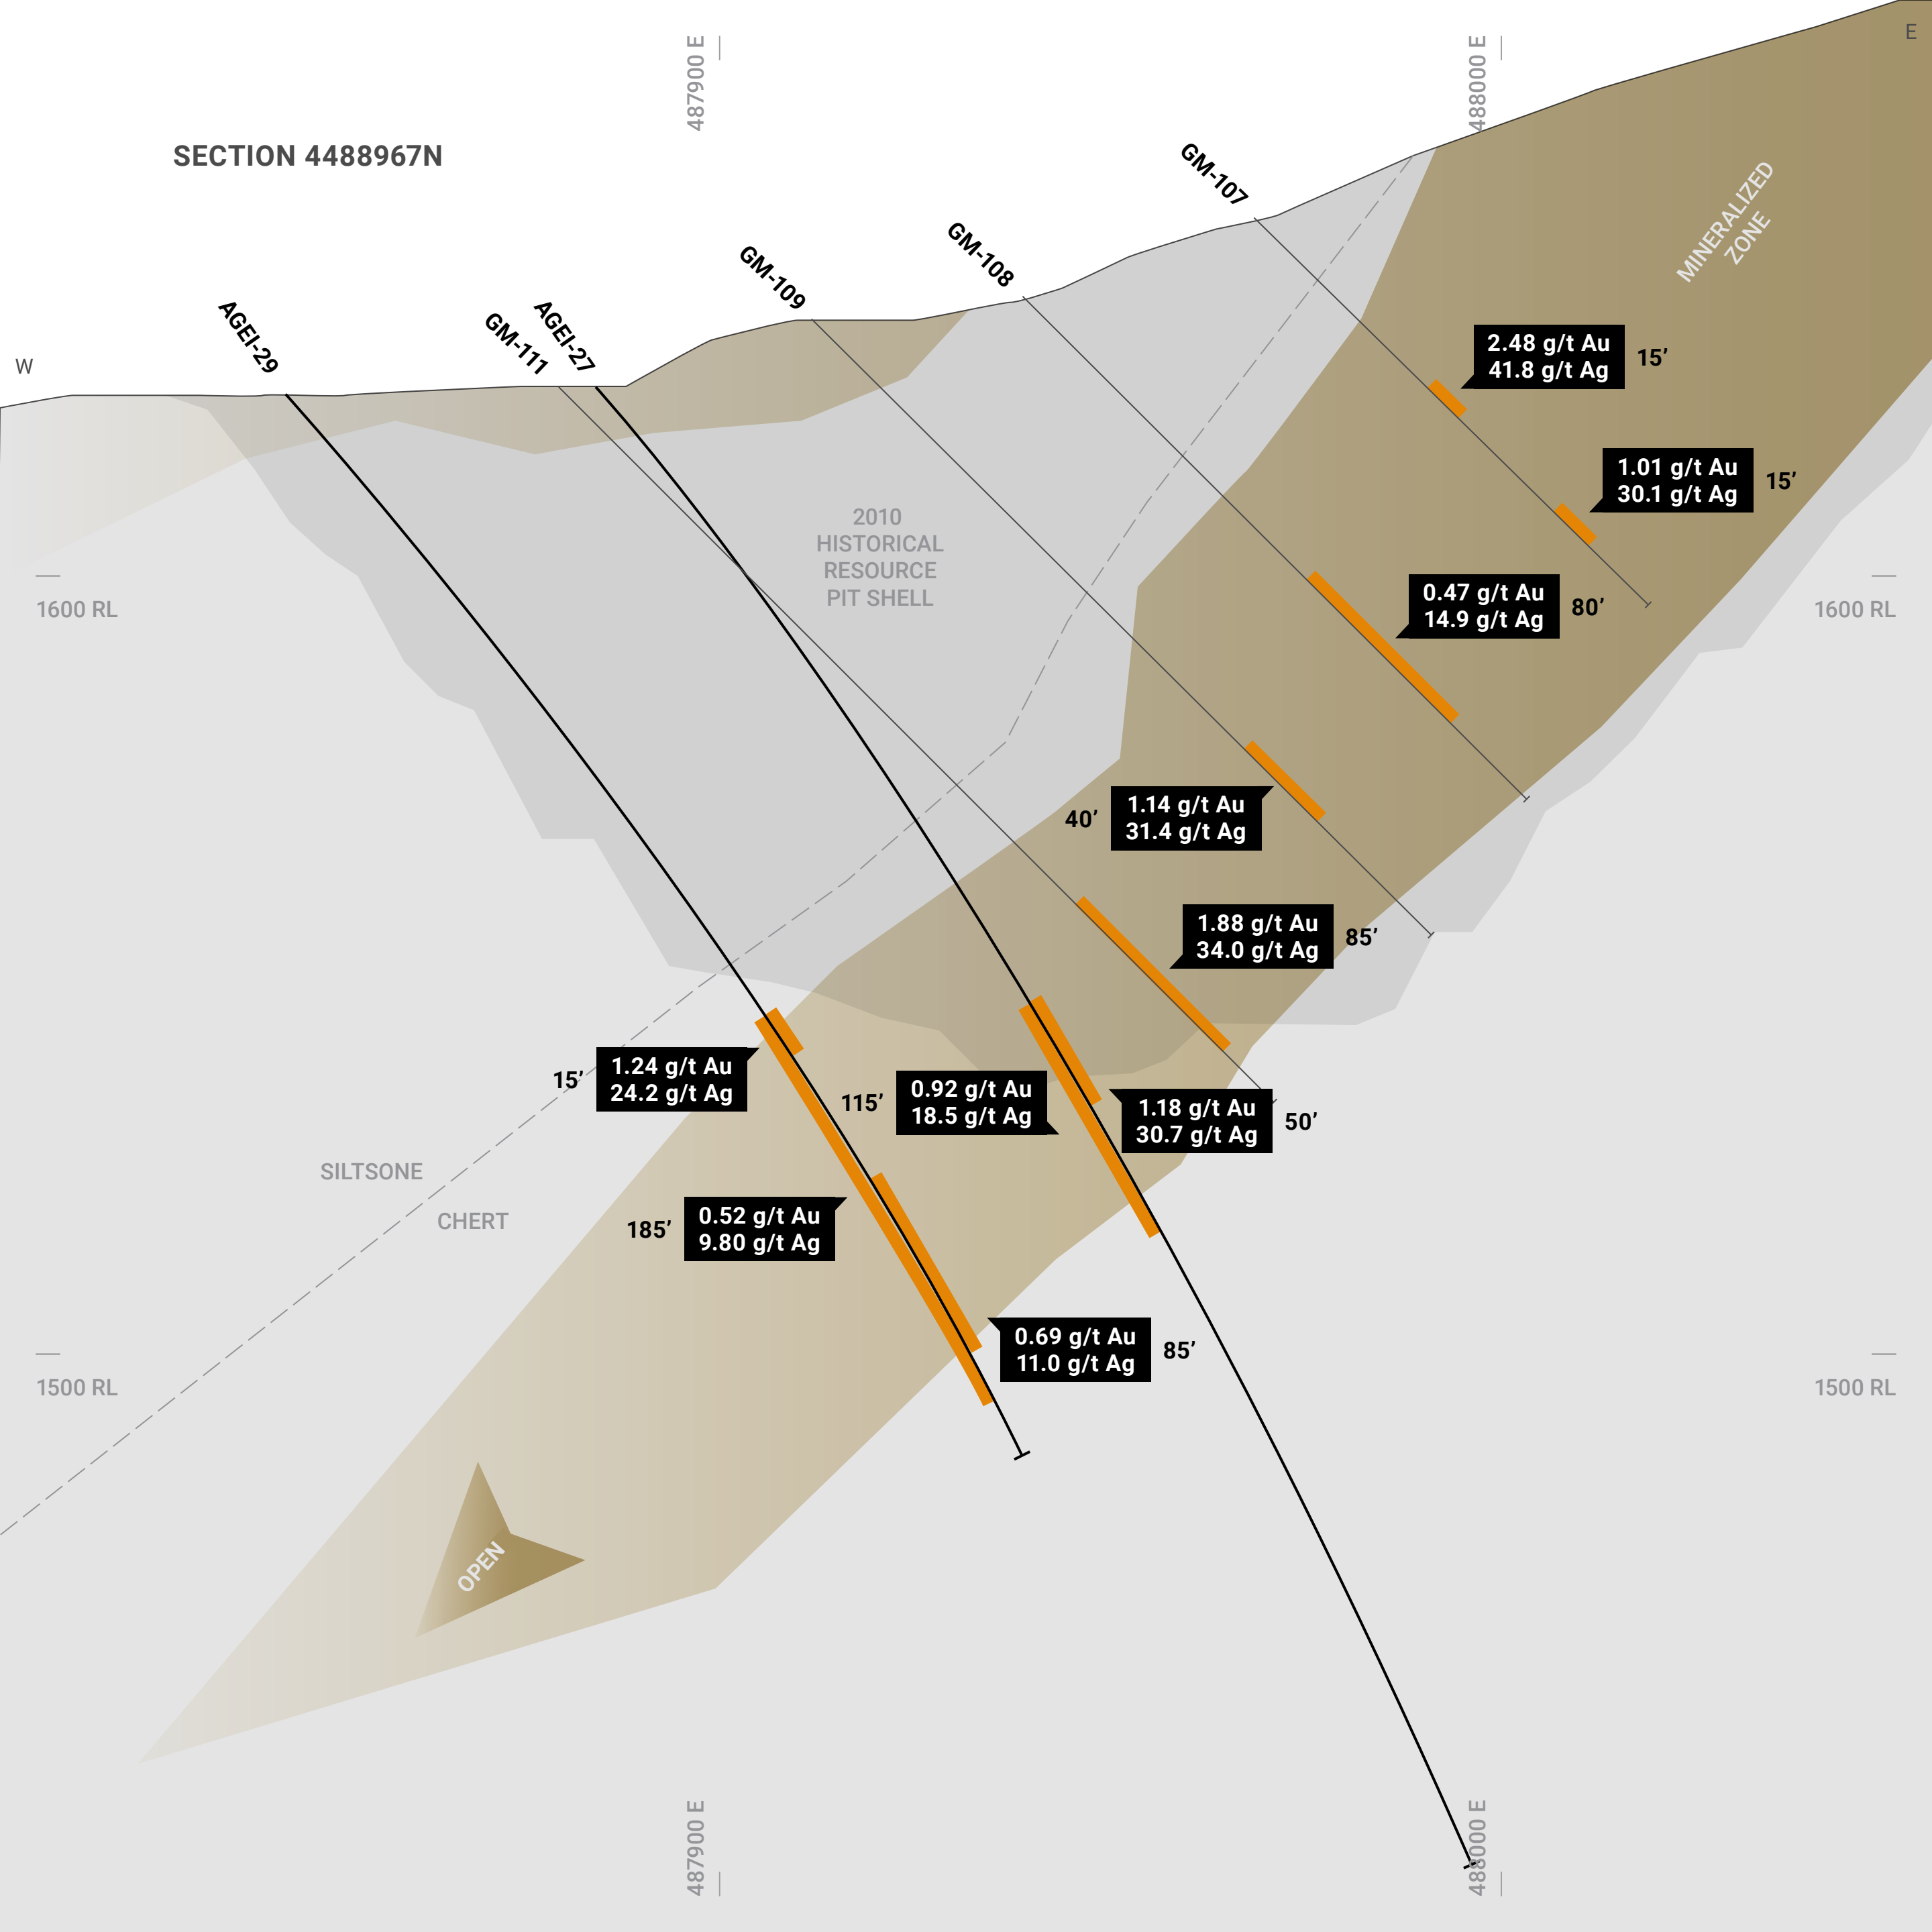 487900 E
488000 E
E
SECTION 4488967N
GM-107
GM-108
GM-109
AGEI-29
GM-111
AGEI-27
W
MINERALIZED
ZONE
2.48 g/t Au
41.8 g/t Ag
15’
1.01 g/t Au
30.1 g/t Ag
15’
2010
HISTORICAL
RESOURCE
PIT SHELL
0.47 g/t Au
14.9 g/t Ag
80’
1600 RL
1600 RL
40’
1.14 g/t Au
31.4 g/t Ag
1.88 g/t Au
34.0 g/t Ag
85’
15’
1.24 g/t Au
24.2 g/t Ag
115’
0.92 g/t Au
18.5 g/t Ag
1.18 g/t Au
30.7 g/t Ag
50’
SILTSONE
CHERT
185’
0.52 g/t Au
9.80 g/t Ag
0.69 g/t Au
11.0 g/t Ag
85’
1500 RL
1500 RL
OPEN
487900 E
488000 E